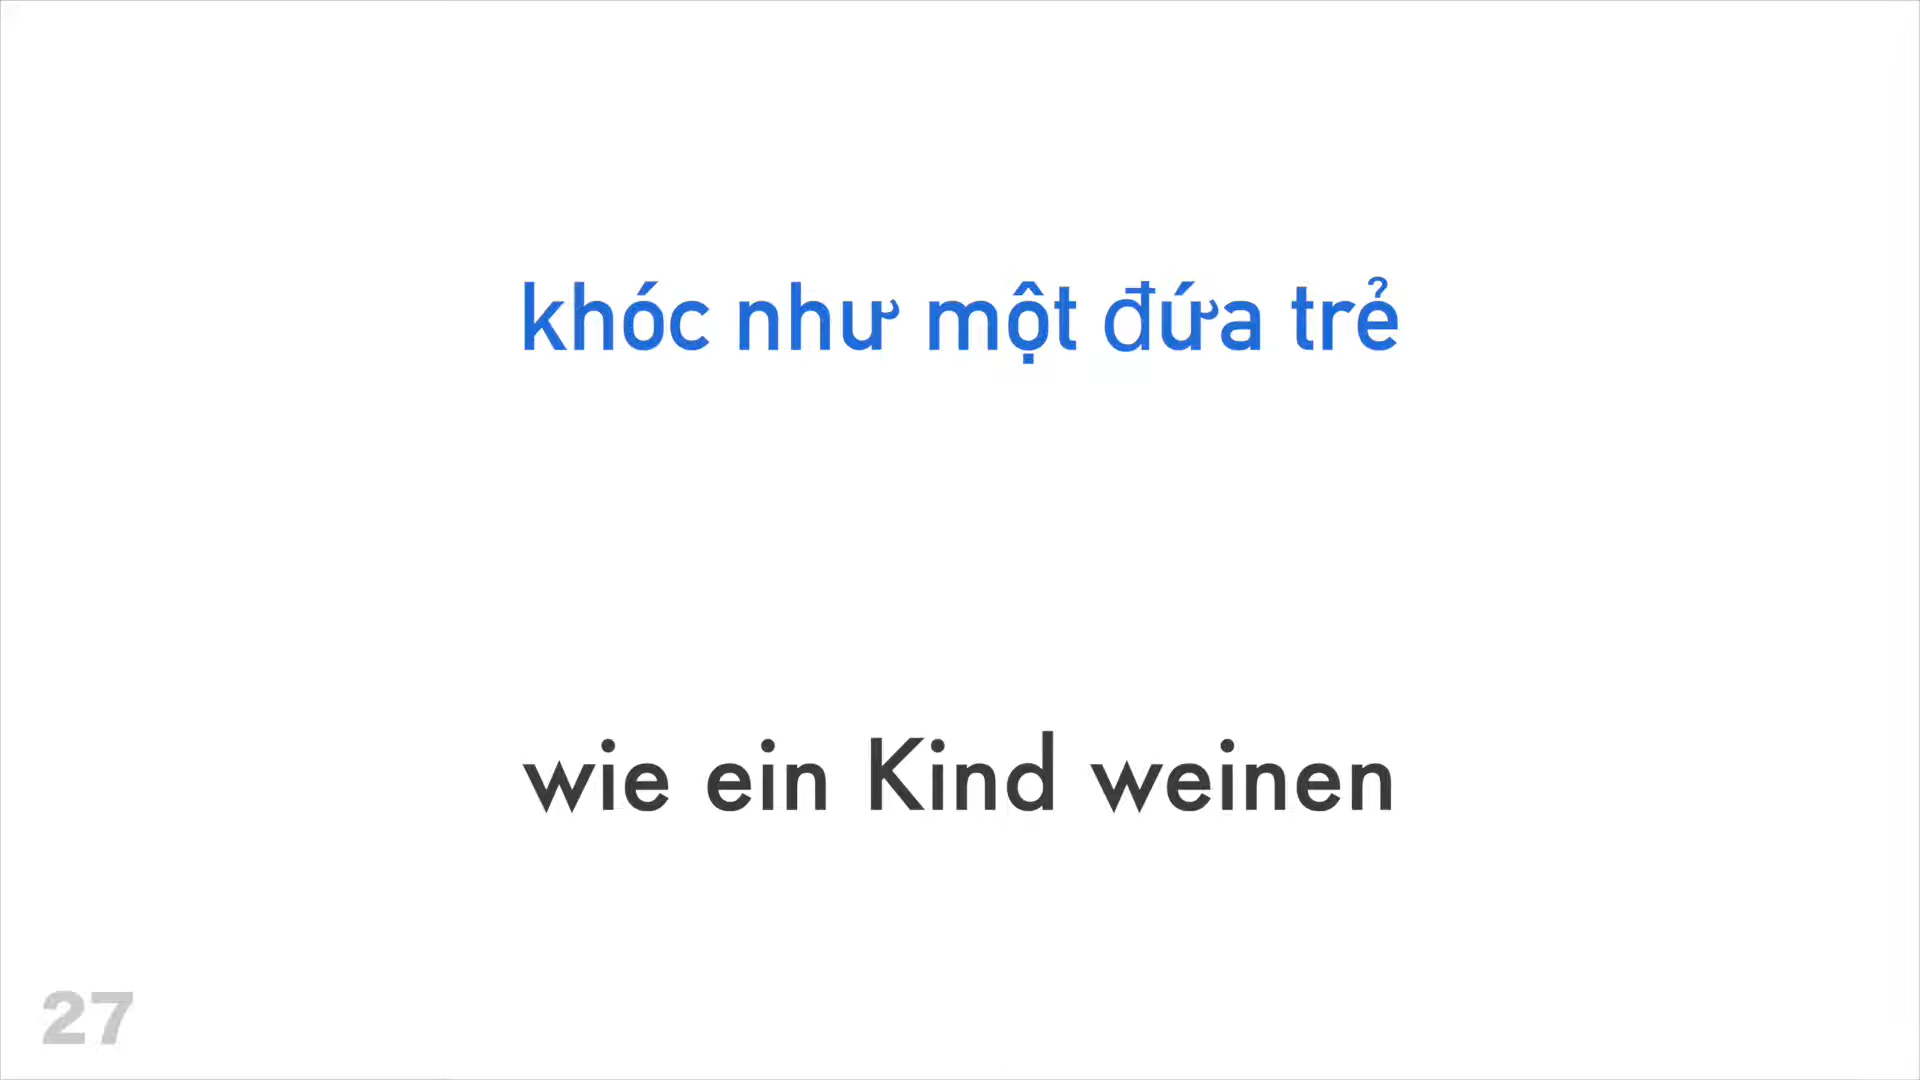 khóc như một đứa trẻ
wie ein Kind weinen
27